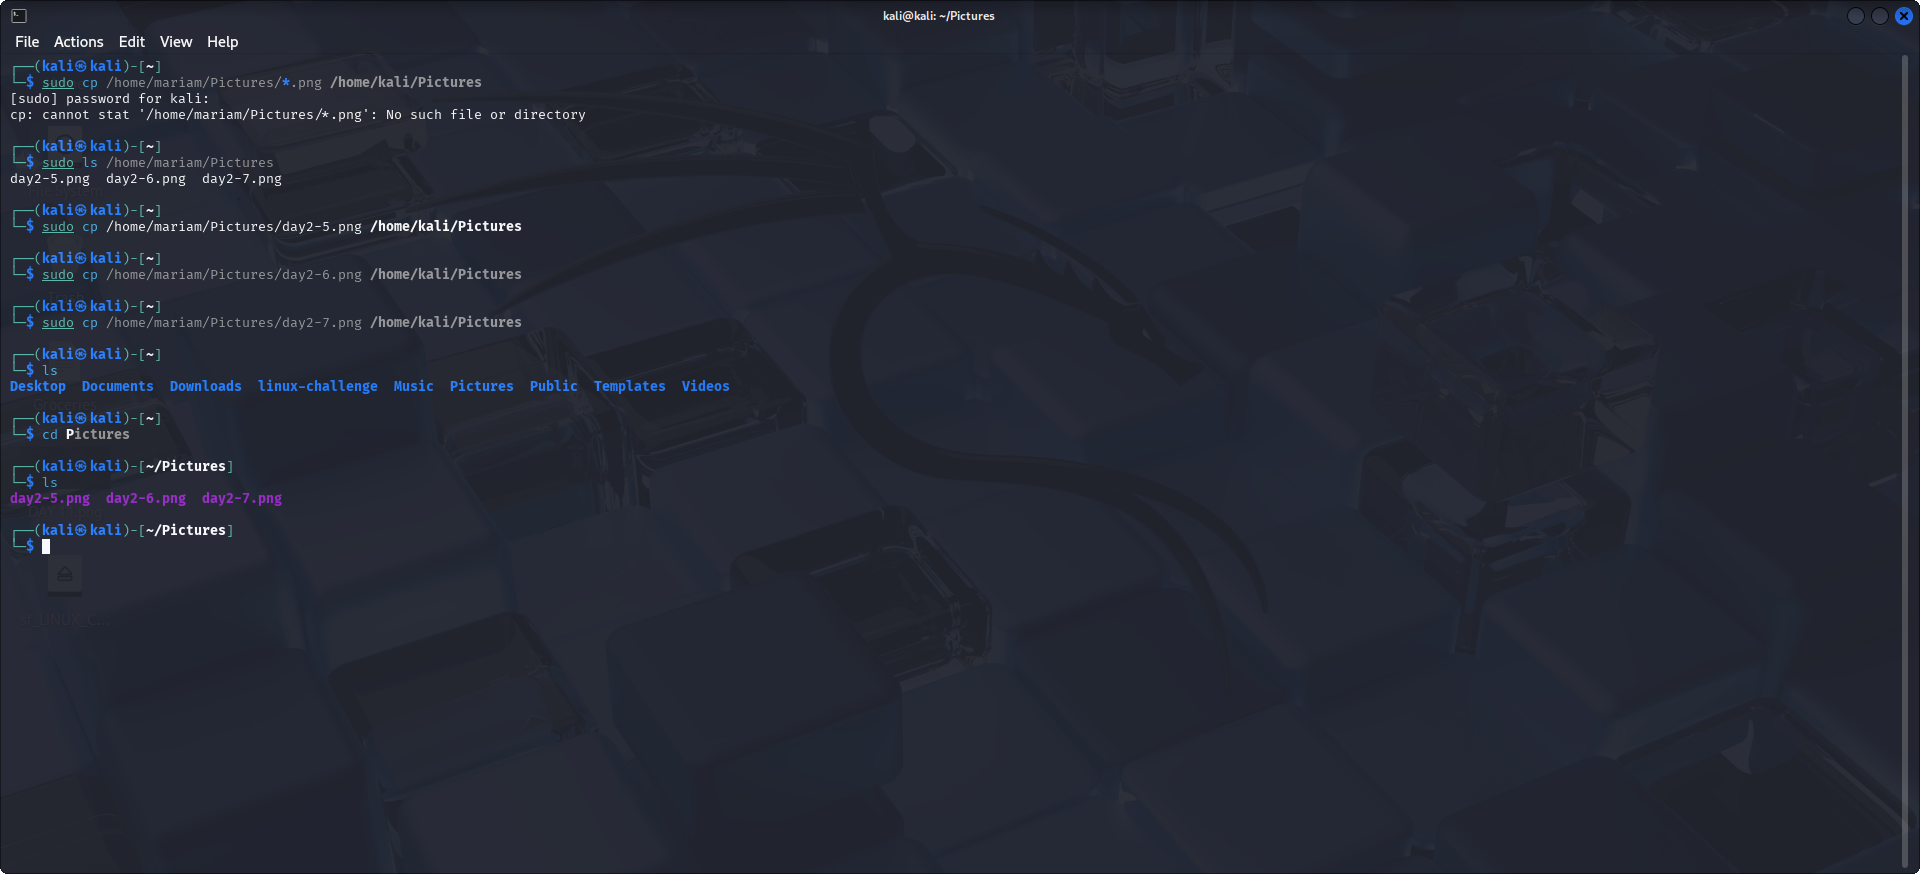 kali@kali: ~/Pictures
File Actions Edit View Help
┌──(kali㉿kali)-[~]
└─$ sudo cp /home/mariam/Pictures/*.png /home/kali/Pictures
[sudo] password for kali:
cp: cannot stat '/home/mariam/Pictures/*.png': No such file or directory
┌──(kali㉿kali)-[~]
└─$ sudo ls /home/mariam/Pictures
day2-5.png  day2-6.png  day2-7.png
┌──(kali㉿kali)-[~]
└─$ sudo cp /home/mariam/Pictures/day2-5.png /home/kali/Pictures
┌──(kali㉿kali)-[~]
└─$ sudo cp /home/mariam/Pictures/day2-6.png /home/kali/Pictures
┌──(kali㉿kali)-[~]
└─$ sudo cp /home/mariam/Pictures/day2-7.png /home/kali/Pictures
┌──(kali㉿kali)-[~]
└─$ ls
Desktop  Documents  Downloads  linux-challenge  Music  Pictures  Public  Templates  Videos
┌──(kali㉿kali)-[~]
└─$ cd Pictures
┌──(kali㉿kali)-[~/Pictures]
└─$ ls
day2-5.png  day2-6.png  day2-7.png
┌──(kali㉿kali)-[~/Pictures]
└─$